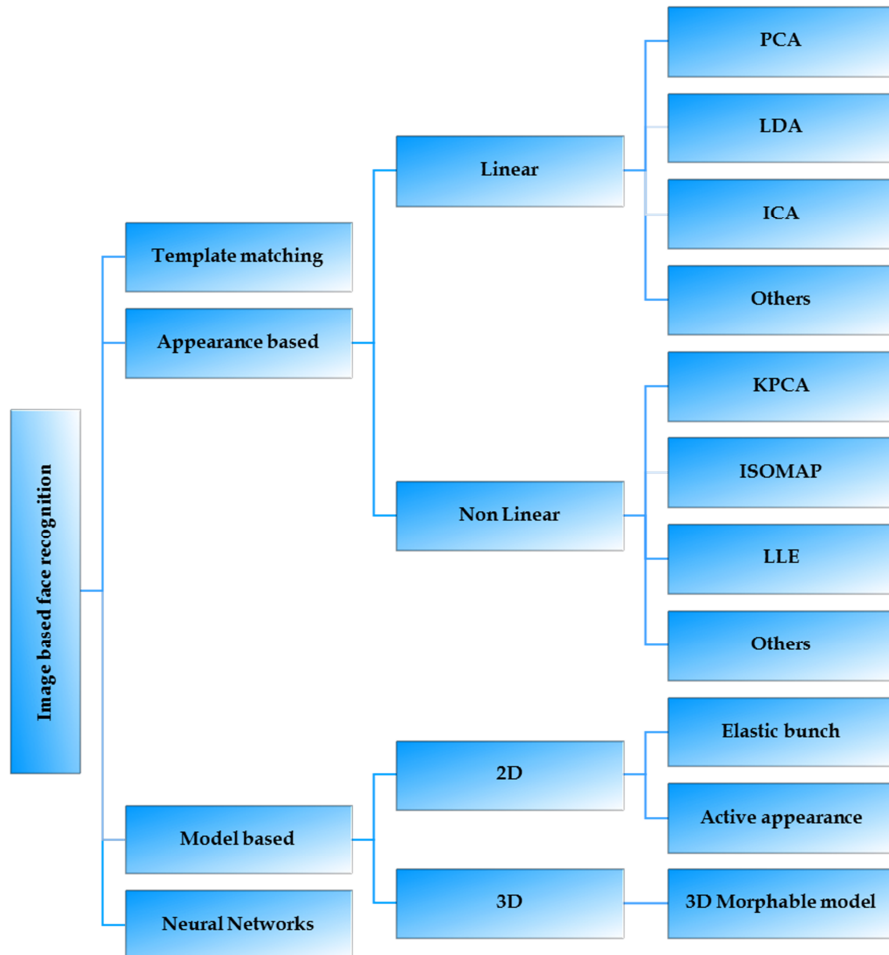 Image based face recognition
Template matching
Appearance based
Linear
PCA
LDA
ICA
Others
Non Linear
KPCA
ISOMAP
LLE
Others
Model based
2D
Elastic bunch
Active appearance
3D
3D Morphable model
Neural Networks